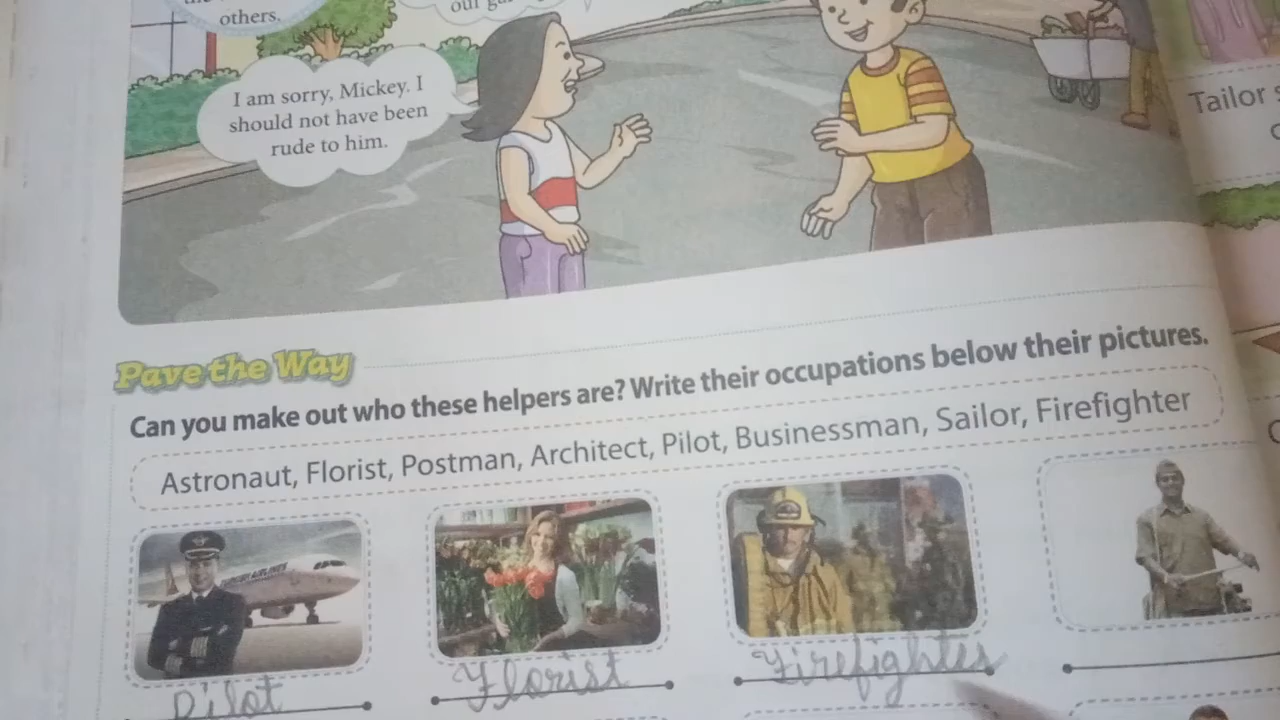 others.
I am sorry, Mickey. I
should not have been
rude to him.
Tailor
Pave the Way
Can you make out who these helpers are? Write their occupations below their pictures.
Astronaut, Florist, Postman, Architect, Pilot, Businessman, Sailor, Firefighter
Pilot
Florist
Firefighter